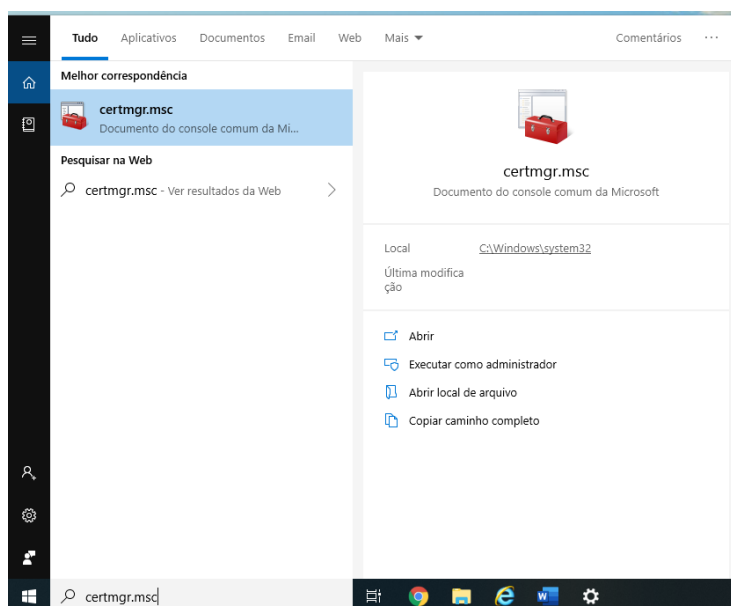 Tudo Aplicativos Documentos Email Web Mais Comentários ...
Melhor correspondência
certmgr.msc
Documento do console comum da Mi...
Pesquisar na Web
certmgr.msc - Ver resultados da Web
certmgr.msc
Documento do console comum da Microsoft
Local C:\Windows\system32
Última modifica
ção
Abrir
Executar como administrador
Abrir local de arquivo
Copiar caminho completo
certmgr.msc